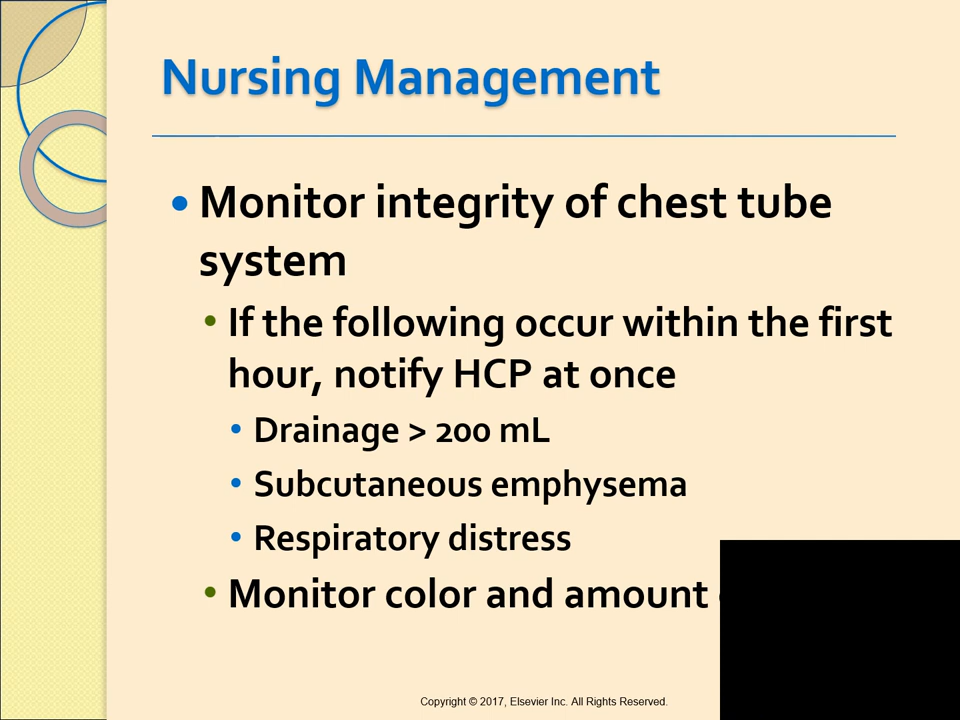 Nursing Management
• Monitor integrity of chest tube
system
• If the following occur within the first
hour, notify HCP at once
• Drainage > 200 mL
• Subcutaneous emphysema
• Respiratory distress
• Monitor color and amount
Copyright © 2017, Elsevier Inc. All Rights Reserved.